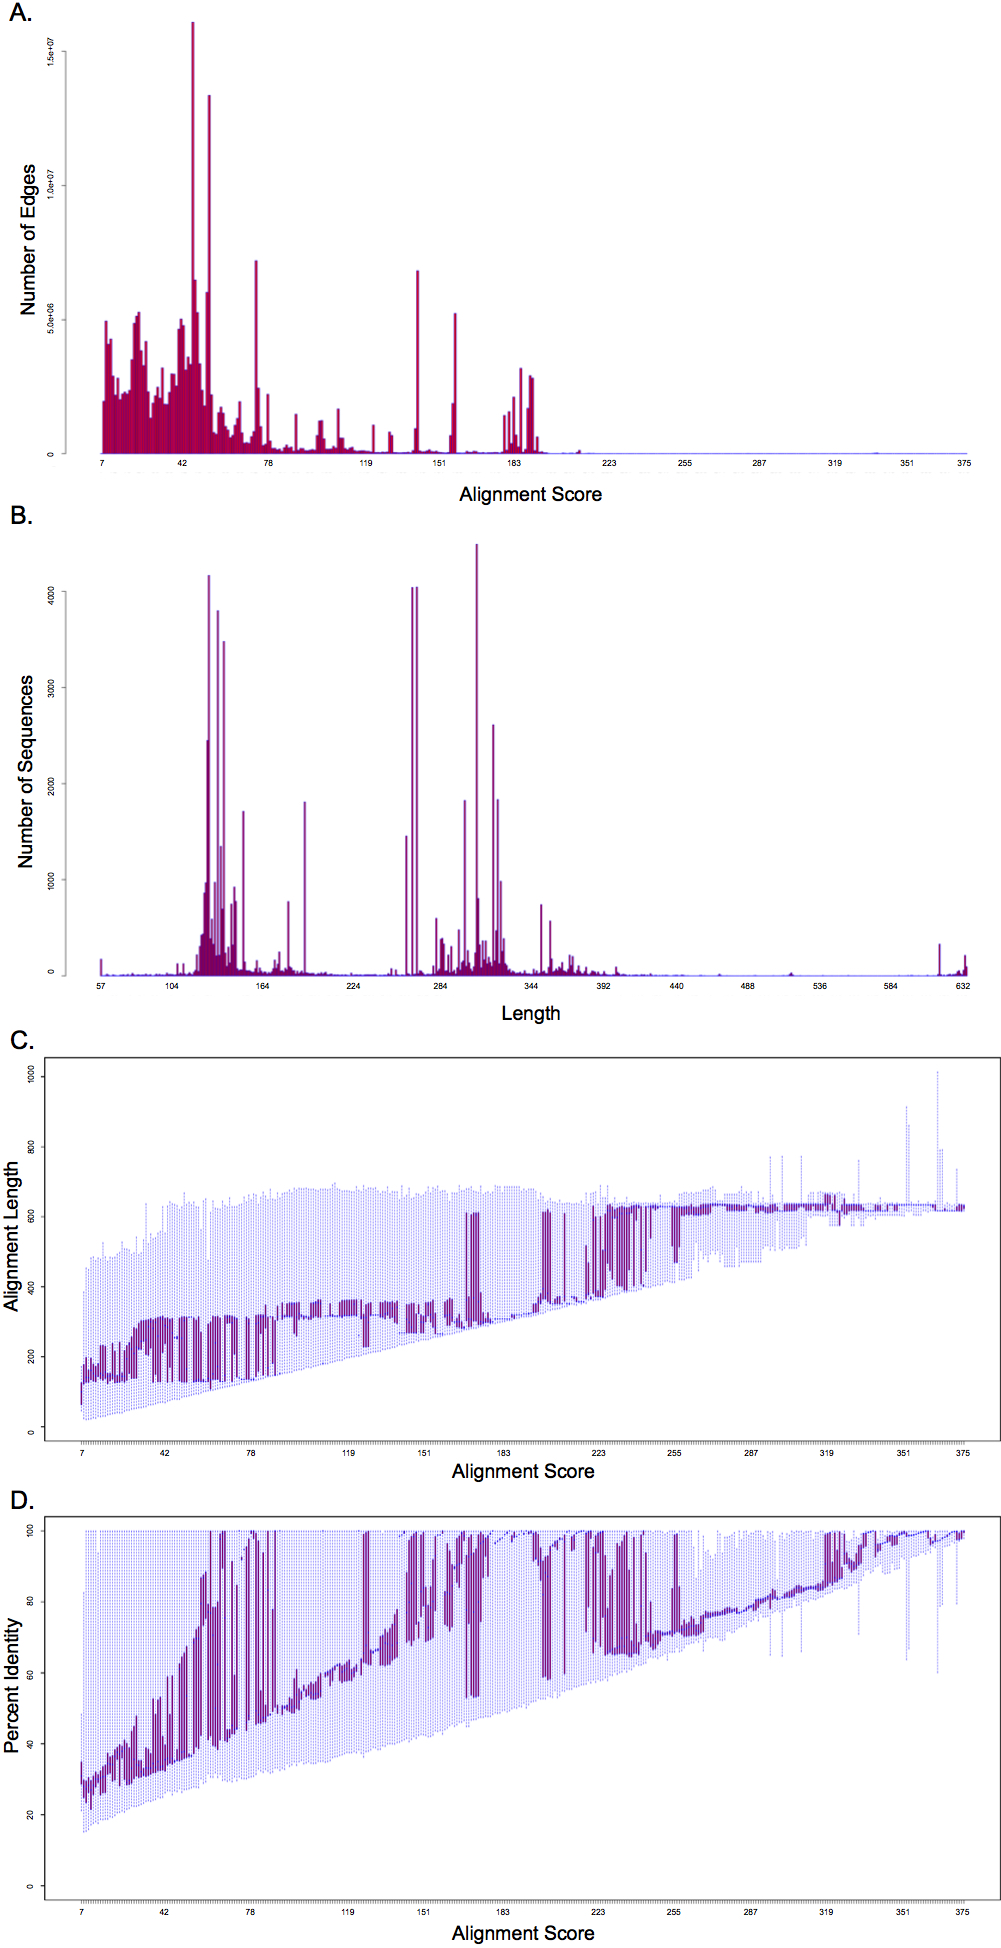 A.
Number of Edges
1.5e+07
1.0e+07
5.0e+06
0
7 42 78 119 151 183 223 255 287 319 351 375
Alignment Score
B.
Number of Sequences
4000
3000
2000
1000
0
57 104 164 224 284 344 392 440 488 536 584 632
Length
C.
Alignment Length
1000
800
600
400
200
0
7 42 78 119 151 183 223 255 287 319 351 375
Alignment Score
D.
Percent Identity
100
80
60
40
20
0
7 42 78 119 151 183 223 255 287 319 351 375
Alignment Score